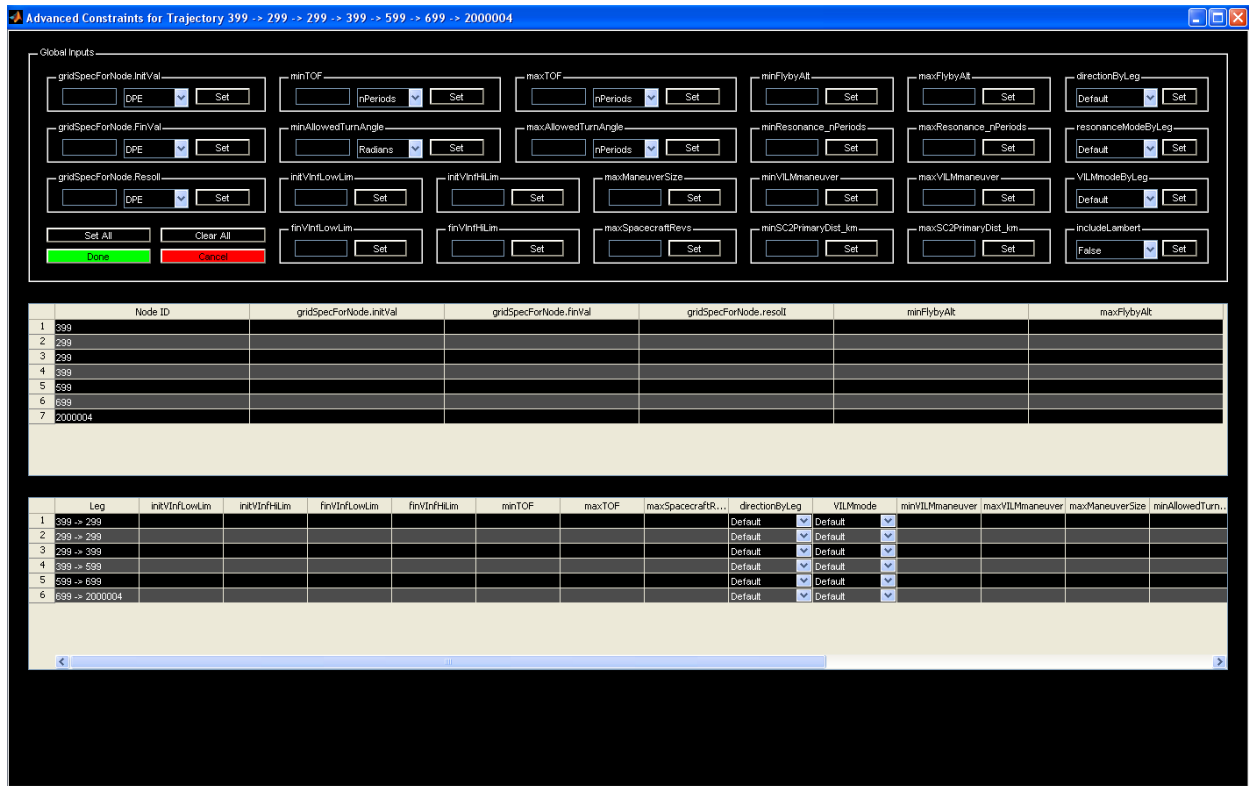 Advanced Constraints for Trajectory 399 -> 299 -> 299 -> 399 -> 599 -> 699 -> 2000004
Global Inputs
gridSpecForNode.InitVal minTOF maxTOF minFlybyAlt maxFlybyAlt directionByLeg
DPE Set nPeriods Set nPeriods Set Set Set Default Set
gridSpecForNode.FinVal minAllowedTurnAngle maxAllowedTurnAngle minResonance_nPeriods maxResonance_nPeriods resonanceModeByLeg
DPE Set Radians Set nPeriods Set Set Set Default Set
gridSpecForNode.Resoll initVInfLowLim initVInfHiLim maxManeuverSize minVILMmaneuver maxVILMmaneuver VILMmodeByLeg
DPE Set Set Set Set Set Set Default Set
Set All Clear All finVInfLowLim finVInfHiLim maxSpacecraftRevs minSC2PrimaryDist_km maxSC2PrimaryDist_km includeLambert
Done Cancel Set Set Set Set Set False Set
Node ID gridSpecForNode.initVal gridSpecForNode.finVal gridSpecForNode.resolI minFlybyAlt maxFlybyAlt
1 399
2 299
3 299
4 399
5 599
6 699
7 2000004
Leg initVInfLowLim initVInfHiLim finVInfLowLim finVInfHiLim minTOF maxTOF maxSpacecraftR... directionByLeg VILMmode minVILMmaneuver maxVILMmaneuver maxManeuverSize minAllowedTurn...
1 399 -> 299 Default Default
2 299 -> 299 Default Default
3 299 -> 399 Default Default
4 399 -> 599 Default Default
5 599 -> 699 Default Default
6 699 -> 2000004 Default Default